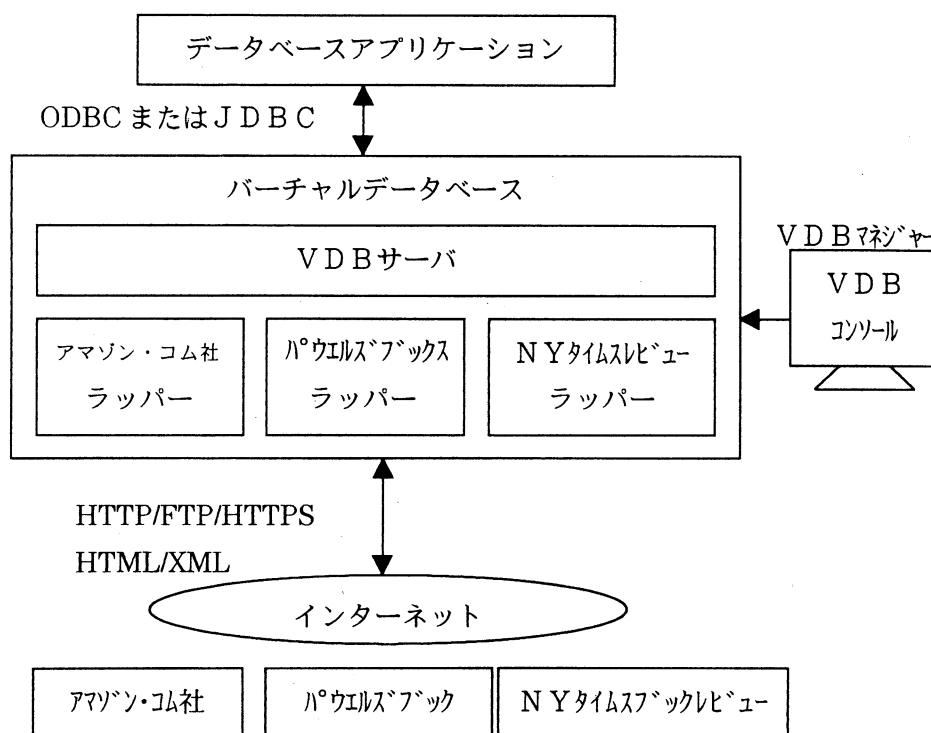 データベースアプリケーション
ODBC またはJDBC
バーチャルデータベース
VDBサーバ
VDBマネジャー
VDB
コンソール
アマゾン・コム社
ラッパー
パウエルズブックス
ラッパー
NYタイムスレビュー
ラッパー
HTTP/FTP/HTTPS
HTML/XML
インターネット
アマゾン・コム社
パウエルズブック
NYタイムスブックレビュー